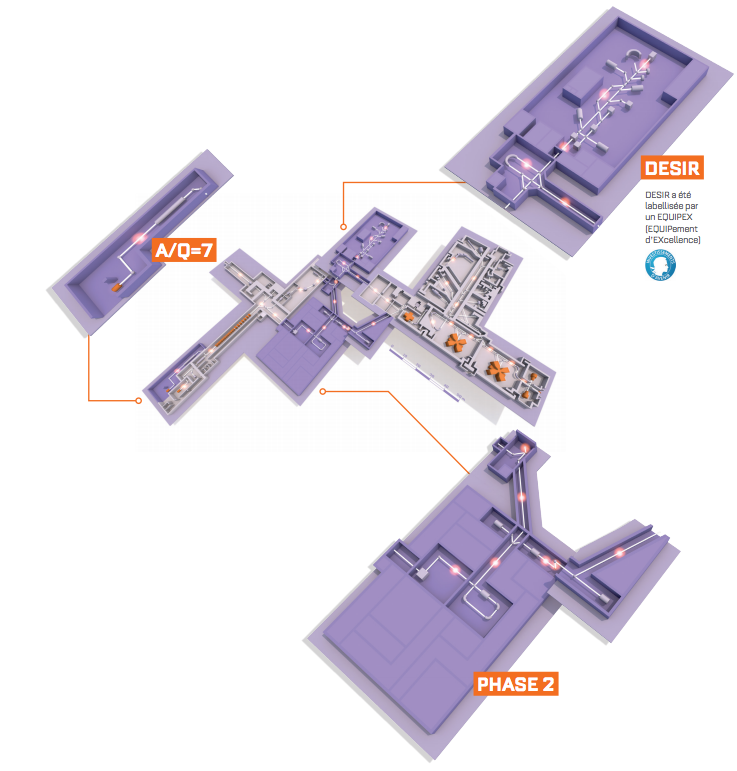 DESIR
DESIR a été
labellisée par
un EQUIPEX
(EQUIPement
d'EXcellence)
A/Q=7
PHASE 2